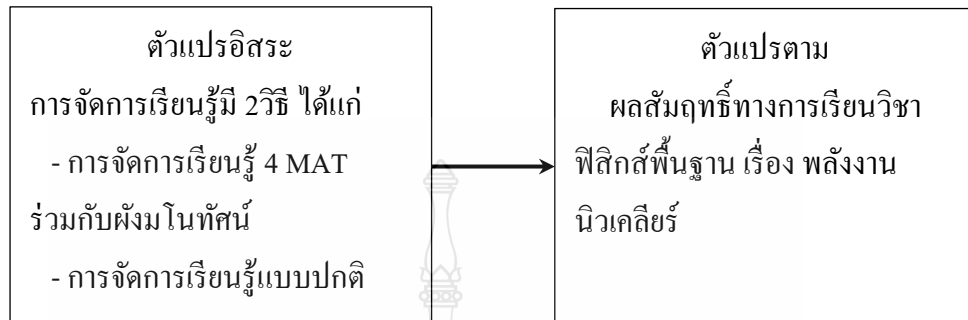 ตัวแปรอิสระ
การจัดการเรียนรู้มี 2วิธี ได้แก่
- การจัดการเรียนรู้ 4 MAT
ร่วมกับผังมโนทัศน์
- การจัดการเรียนรู้แบบปกติ
ตัวแปรตาม
ผลสัมฤทธิ์ทางการเรียนวิชา
ฟิสิกส์พื้นฐาน เรื่อง พลังงาน
นิวเคลียร์